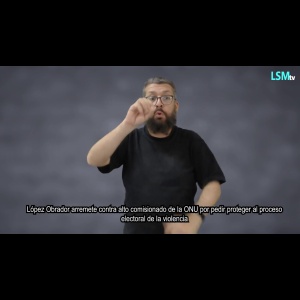 LSMtv
López Obrador arremete contra alto comisionado de la ONU por pedir proteger al proceso
electoral de la violencia